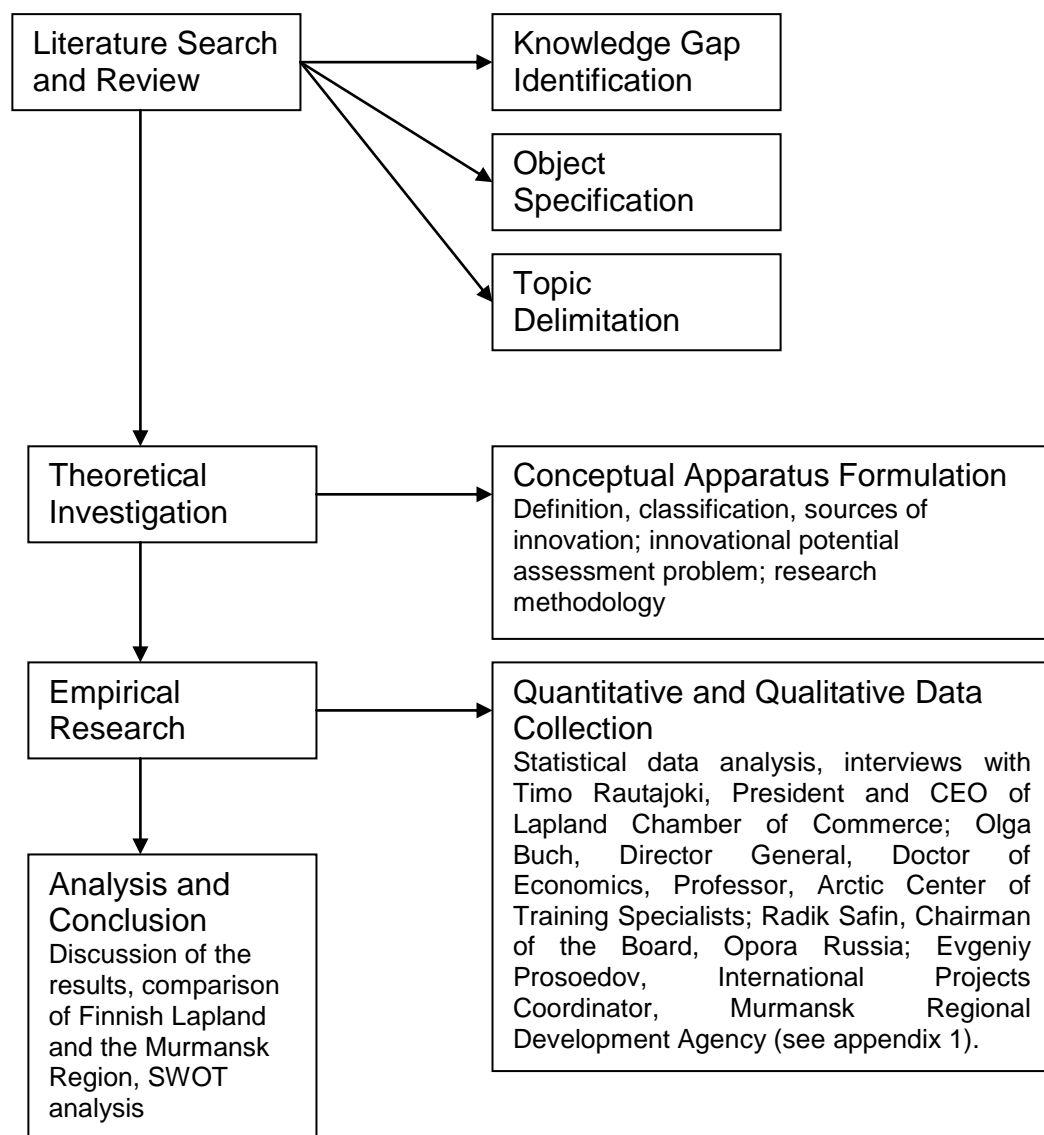 Literature Search
and Review
Knowledge Gap
Identification
Object
Specification
Topic
Delimitation
Theoretical
Investigation
Conceptual Apparatus Formulation
Definition, classification, sources of
innovation; innovational potential
assessment problem; research
methodology
Empirical
Research
Quantitative and Qualitative Data
Collection
Statistical data analysis, interviews with
Timo Rautajoki, President and CEO of
Lapland Chamber of Commerce; Olga
Buch, Director General, Doctor of
Economics, Professor, Arctic Center of
Training Specialists; Radik Safin, Chairman
of the Board, Opora Russia; Evgeniy
Prosoedov, International Projects
Coordinator, Murmansk Regional
Development Agency (see appendix 1).
Analysis and
Conclusion
Discussion of the
results, comparison
of Finnish Lapland
and the Murmansk
Region, SWOT
analysis